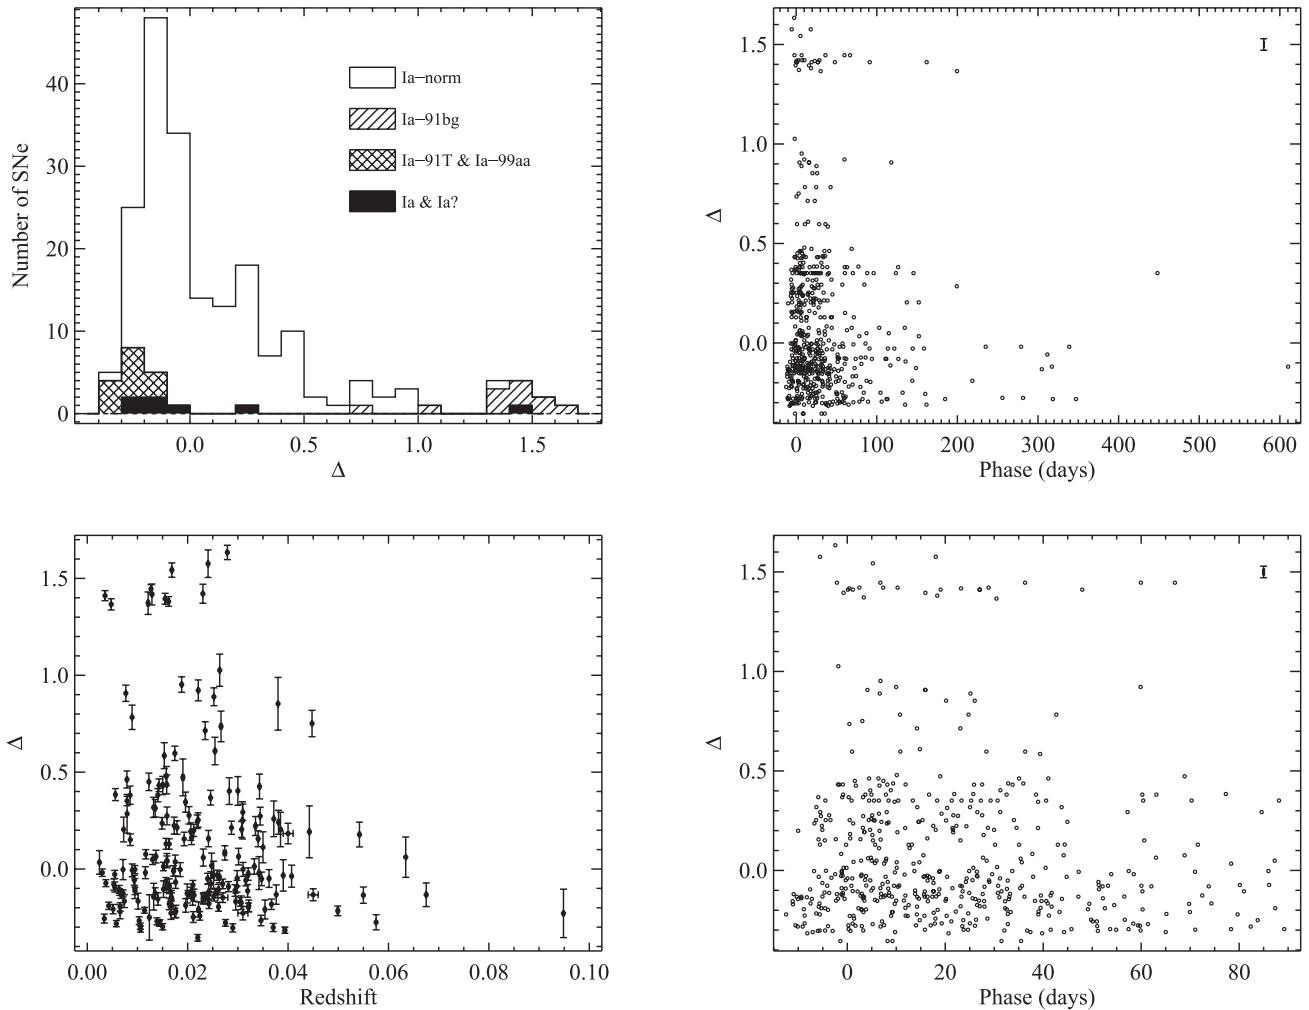 40
30
20
10
0
Number of SNe
Ia–norm
Ia–91bg
Ia–91T & Ia–99aa
Ia & Ia?
0.0 0.5 1.0 1.5
Δ
1.5
1.0
0.5
0.0
Δ
0 100 200 300 400 500 600
Phase (days)
1.5
1.0
0.5
0.0
Δ
0.00 0.02 0.04 0.06 0.08 0.10
Redshift
1.5
1.0
0.5
0.0
Δ
0 20 40 60 80
Phase (days)